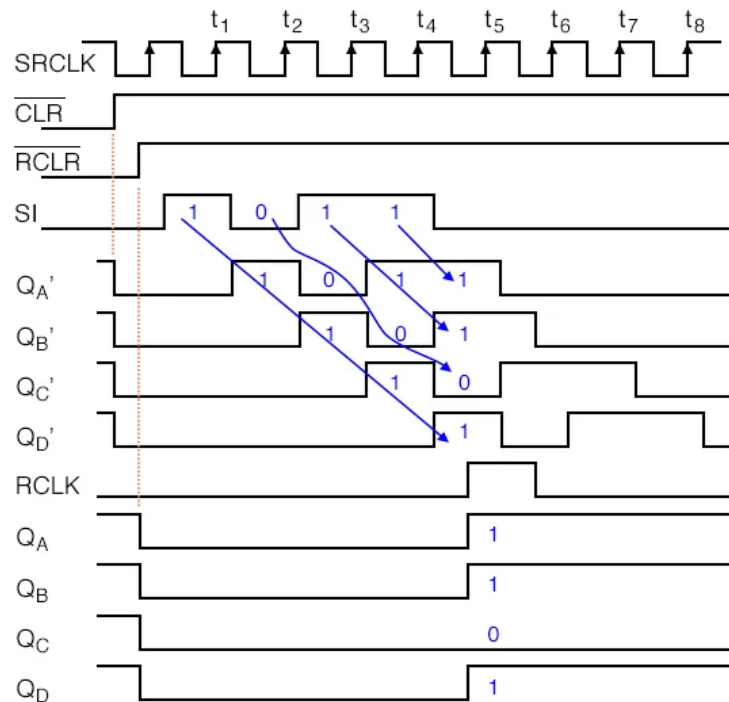 t1 t2 t3 t4 t5 t6 t7 t8
SRCLK
CLR
RCLR
SI 1 0 1 1
QA' 1 0 1 1
QB' 1 0 1
QC' 1 0
QD' 1
RCLK
QA 1
QB 1
QC 0
QD 1